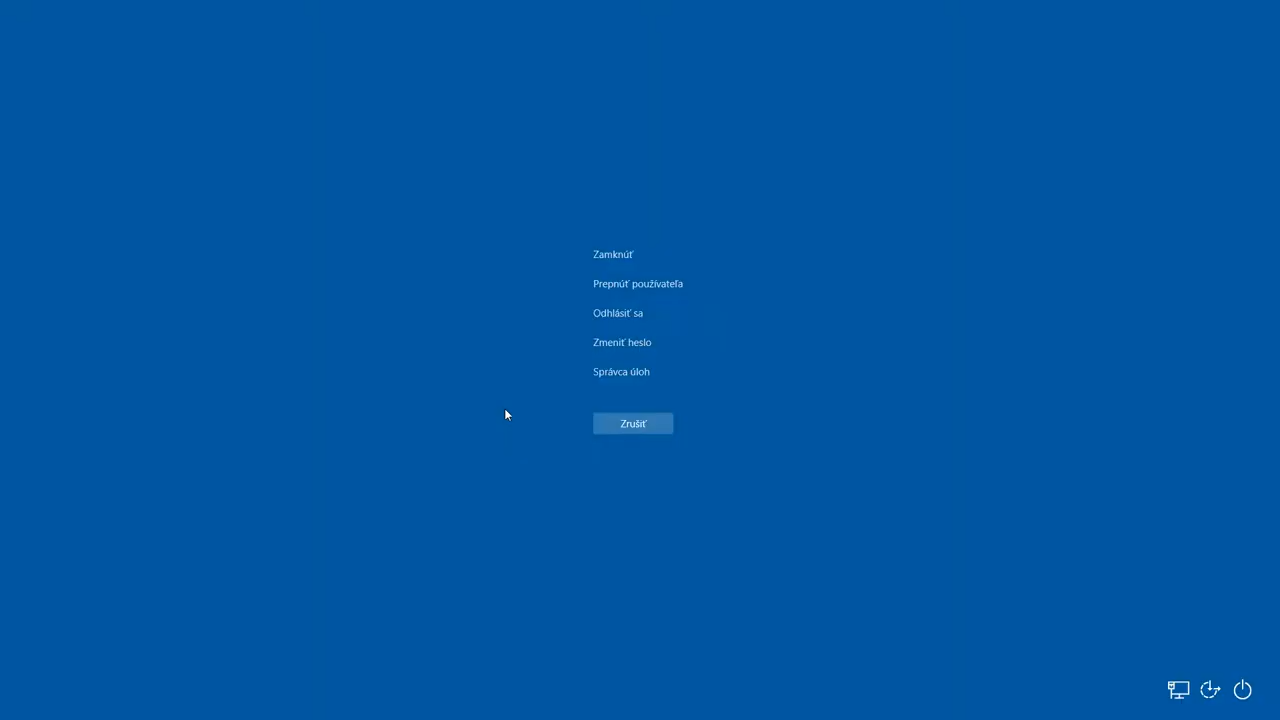 Zamknúť
Prepnúť používateľa
Odhlásiť sa
Zmeniť heslo
Správca úloh
Zrušiť